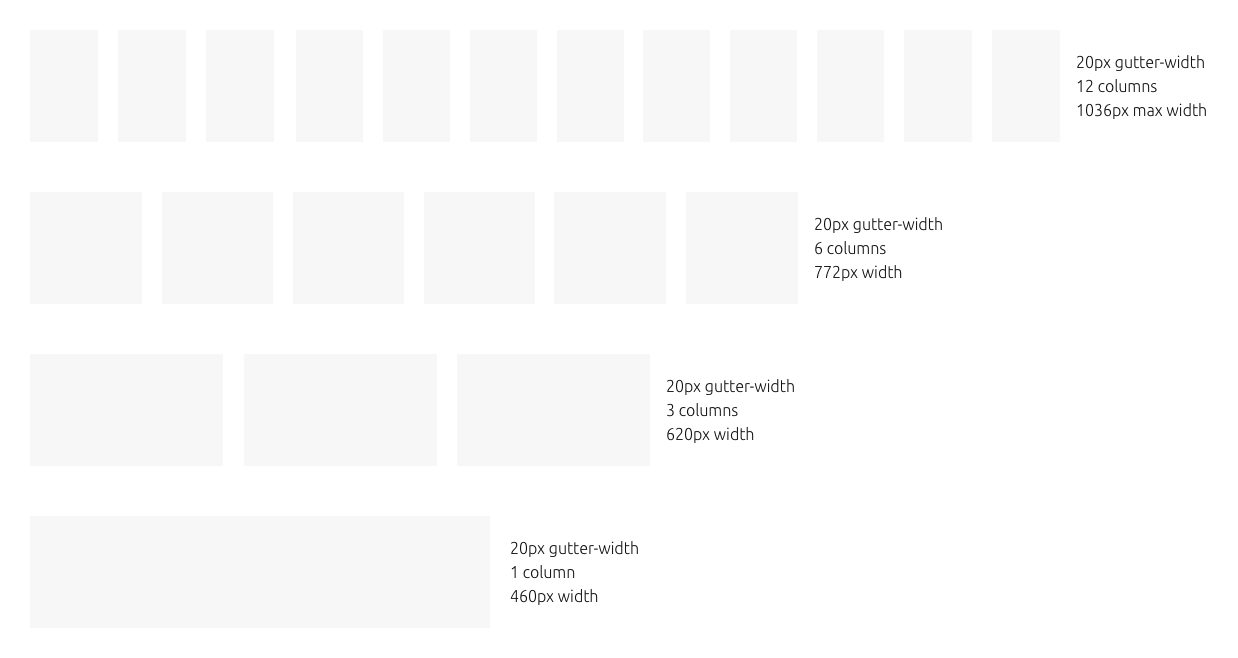 20px gutter-width
12 columns
1036px max width
20px gutter-width
6 columns
772px width
20px gutter-width
3 columns
620px width
20px gutter-width
1 column
460px width